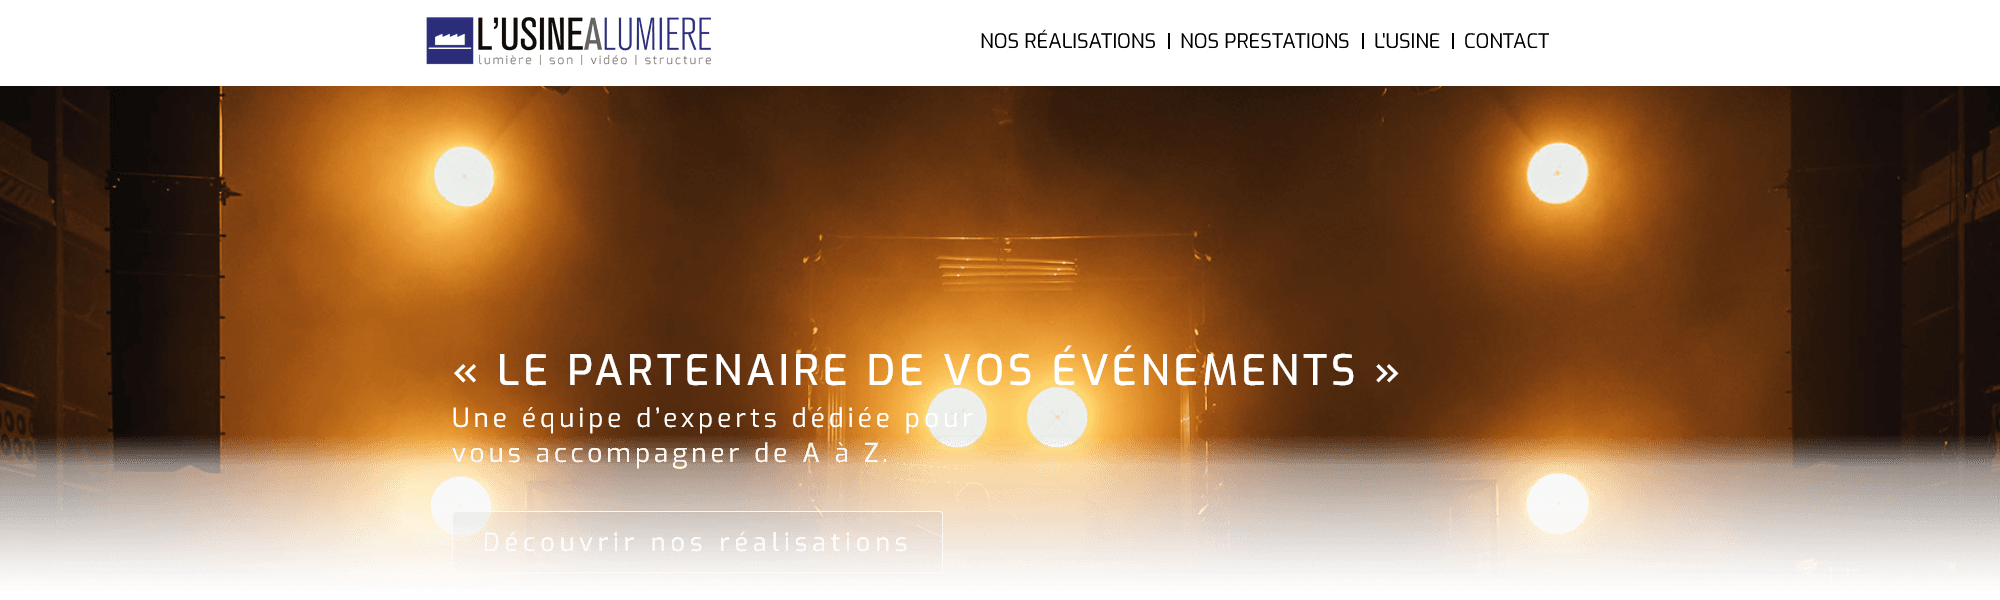 L'USINEALUMIERE
lumière | son | vidéo | structure
NOS RÉALISATIONS | NOS PRESTATIONS | L'USINE | CONTACT
« LE PARTENAIRE DE VOS ÉVÉNEMENTS »
Une équipe d'experts dédiée pour
vous accompagner de A à Z.
Découvrir nos réalisations